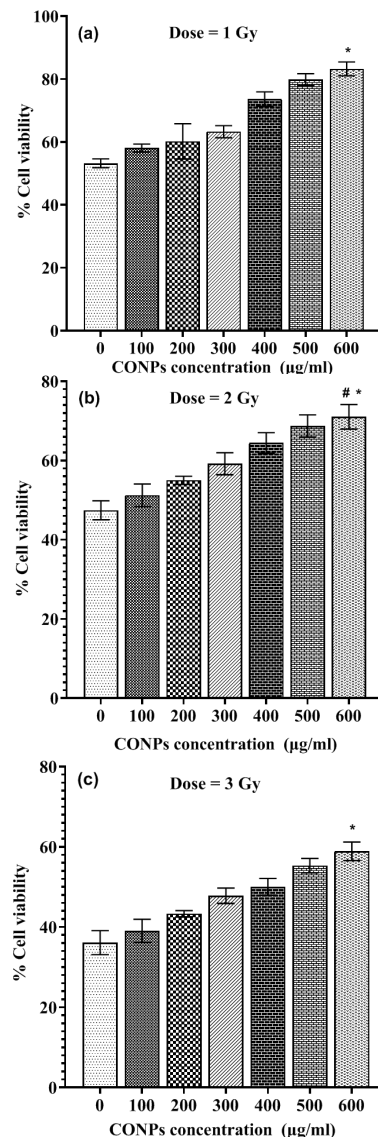 (a)
Dose = 1 Gy
*
% Cell viability
100
80
60
40
20
0
0 100 200 300 400 500 600
CONPs concentration (µg/ml)
(b)
Dose = 2 Gy
# *
% Cell viability
80
60
40
20
0
0 100 200 300 400 500 600
CONPs concentration (µg/ml)
(c)
Dose = 3 Gy
*
% Cell viability
80
60
40
20
0
0 100 200 300 400 500 600
CONPs concentration (µg/ml)